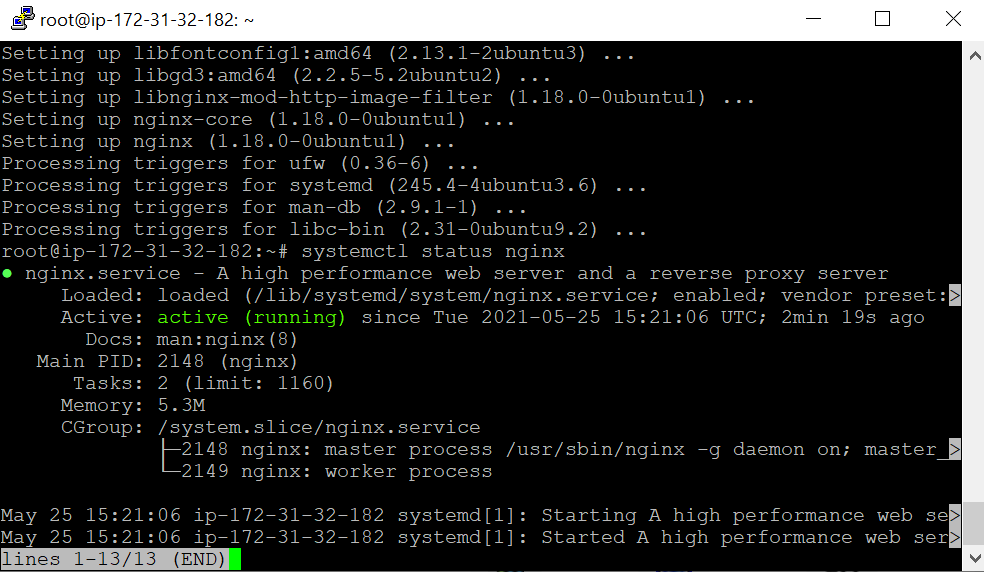 root@ip-172-31-32-182: ~
Setting up libfontconfig1:amd64 (2.13.1-2ubuntu3) ...
Setting up libgd3:amd64 (2.2.5-5.2ubuntu2) ...
Setting up libnginx-mod-http-image-filter (1.18.0-0ubuntu1) ...
Setting up nginx-core (1.18.0-0ubuntu1) ...
Setting up nginx (1.18.0-0ubuntu1) ...
Processing triggers for ufw (0.36-6) ...
Processing triggers for systemd (245.4-4ubuntu3.6) ...
Processing triggers for man-db (2.9.1-1) ...
Processing triggers for libc-bin (2.31-0ubuntu9.2) ...
root@ip-172-31-32-182:~# systemctl status nginx
● nginx.service - A high performance web server and a reverse proxy server
     Loaded: loaded (/lib/systemd/system/nginx.service; enabled; vendor preset:>
     Active: active (running) since Tue 2021-05-25 15:21:06 UTC; 2min 19s ago
       Docs: man:nginx(8)
   Main PID: 2148 (nginx)
      Tasks: 2 (limit: 1160)
     Memory: 5.3M
     CGroup: /system.slice/nginx.service
             ├─2148 nginx: master process /usr/sbin/nginx -g daemon on; master_>
             └─2149 nginx: worker process
May 25 15:21:06 ip-172-31-32-182 systemd[1]: Starting A high performance web se>
May 25 15:21:06 ip-172-31-32-182 systemd[1]: Started A high performance web ser>
lines 1-13/13 (END)